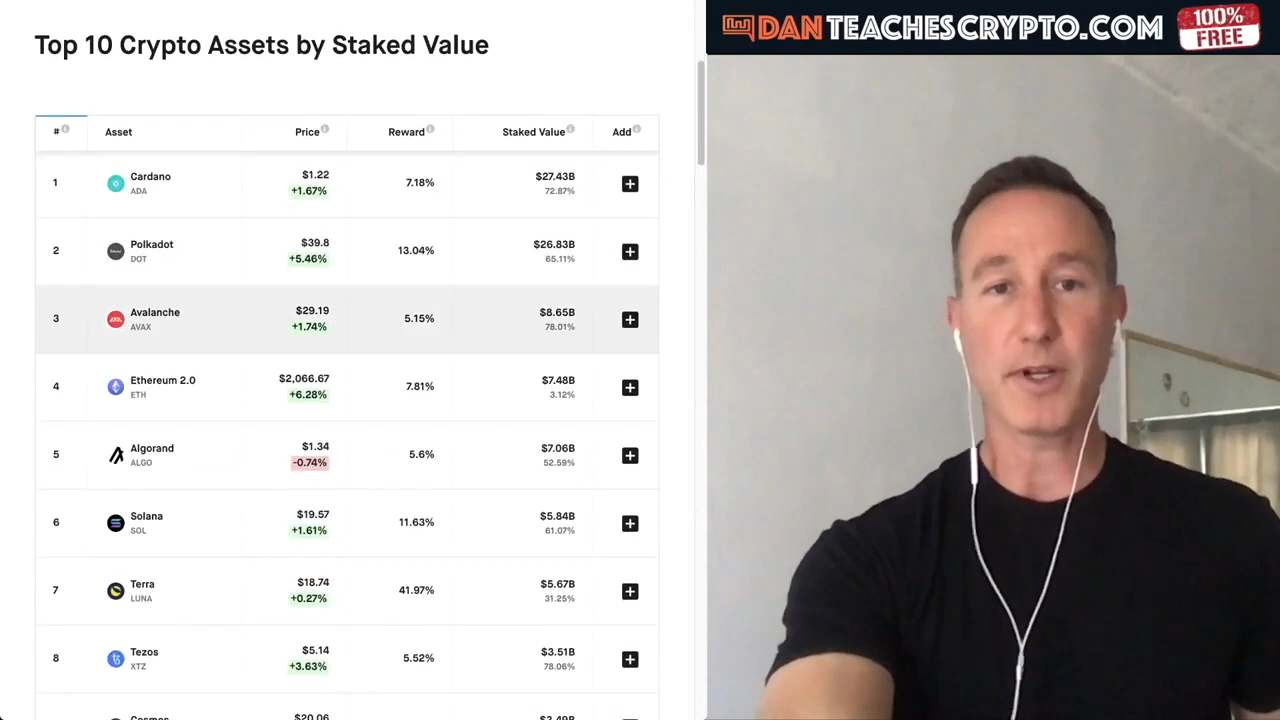 Top 10 Crypto Assets by Staked Value
DANTEACHESCRYPTO.COM
100%
FREE
# Asset Price Reward Staked Value Add
1 Cardano $1.22 7.18% $27.43B
ADA +1.67% 72.87%
2 Polkadot $39.8 13.04% $26.83B
DOT +5.46% 65.11%
3 Avalanche $29.19 5.15% $8.65B
AVAX +1.74% 78.01%
4 Ethereum 2.0 $2,066.67 7.81% $7.48B
ETH +6.28% 3.12%
5 Algorand $1.34 5.6% $7.06B
ALGO -0.74% 52.59%
6 Solana $19.57 11.63% $5.84B
SOL +1.61% 61.07%
7 Terra $18.74 41.97% $5.67B
LUNA +0.27% 31.25%
8 Tezos $5.14 5.52% $3.51B
XTZ +3.63% 78.06%
Cosmos $20.06 $3.49B